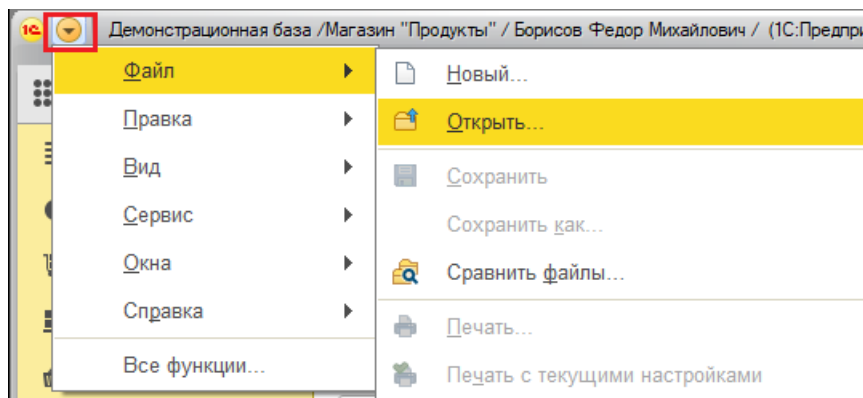 1С Демонстрационная база /Магазин "Продукты" / Борисов Федор Михайлович / (1С:Предпри
Файл
Правка
Вид
Сервис
Окна
Справка
Все функции...
Новый...
Открыть...
Сохранить
Сохранить как...
Сравнить файлы...
Печать...
Печать с текущими настройками